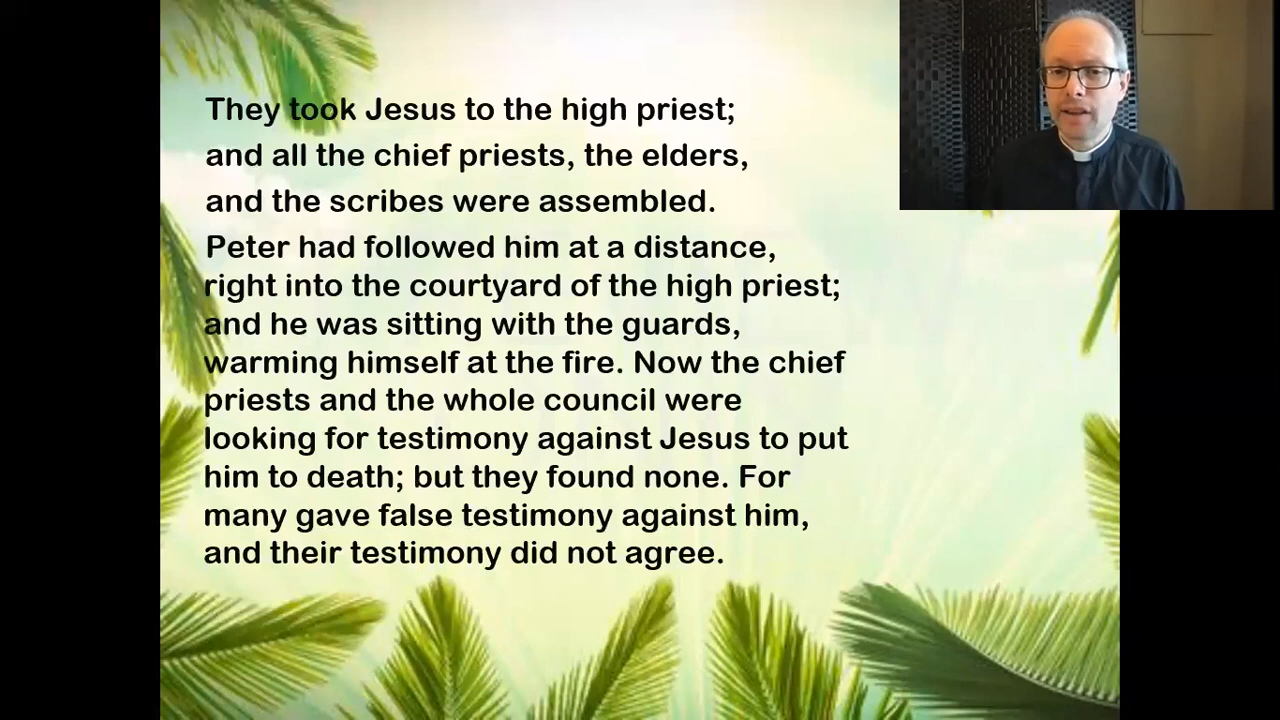 They took Jesus to the high priest;
and all the chief priests, the elders,
and the scribes were assembled.
Peter had followed him at a distance,
right into the courtyard of the high priest;
and he was sitting with the guards,
warming himself at the fire. Now the chief
priests and the whole council were
looking for testimony against Jesus to put
him to death; but they found none. For
many gave false testimony against him,
and their testimony did not agree.